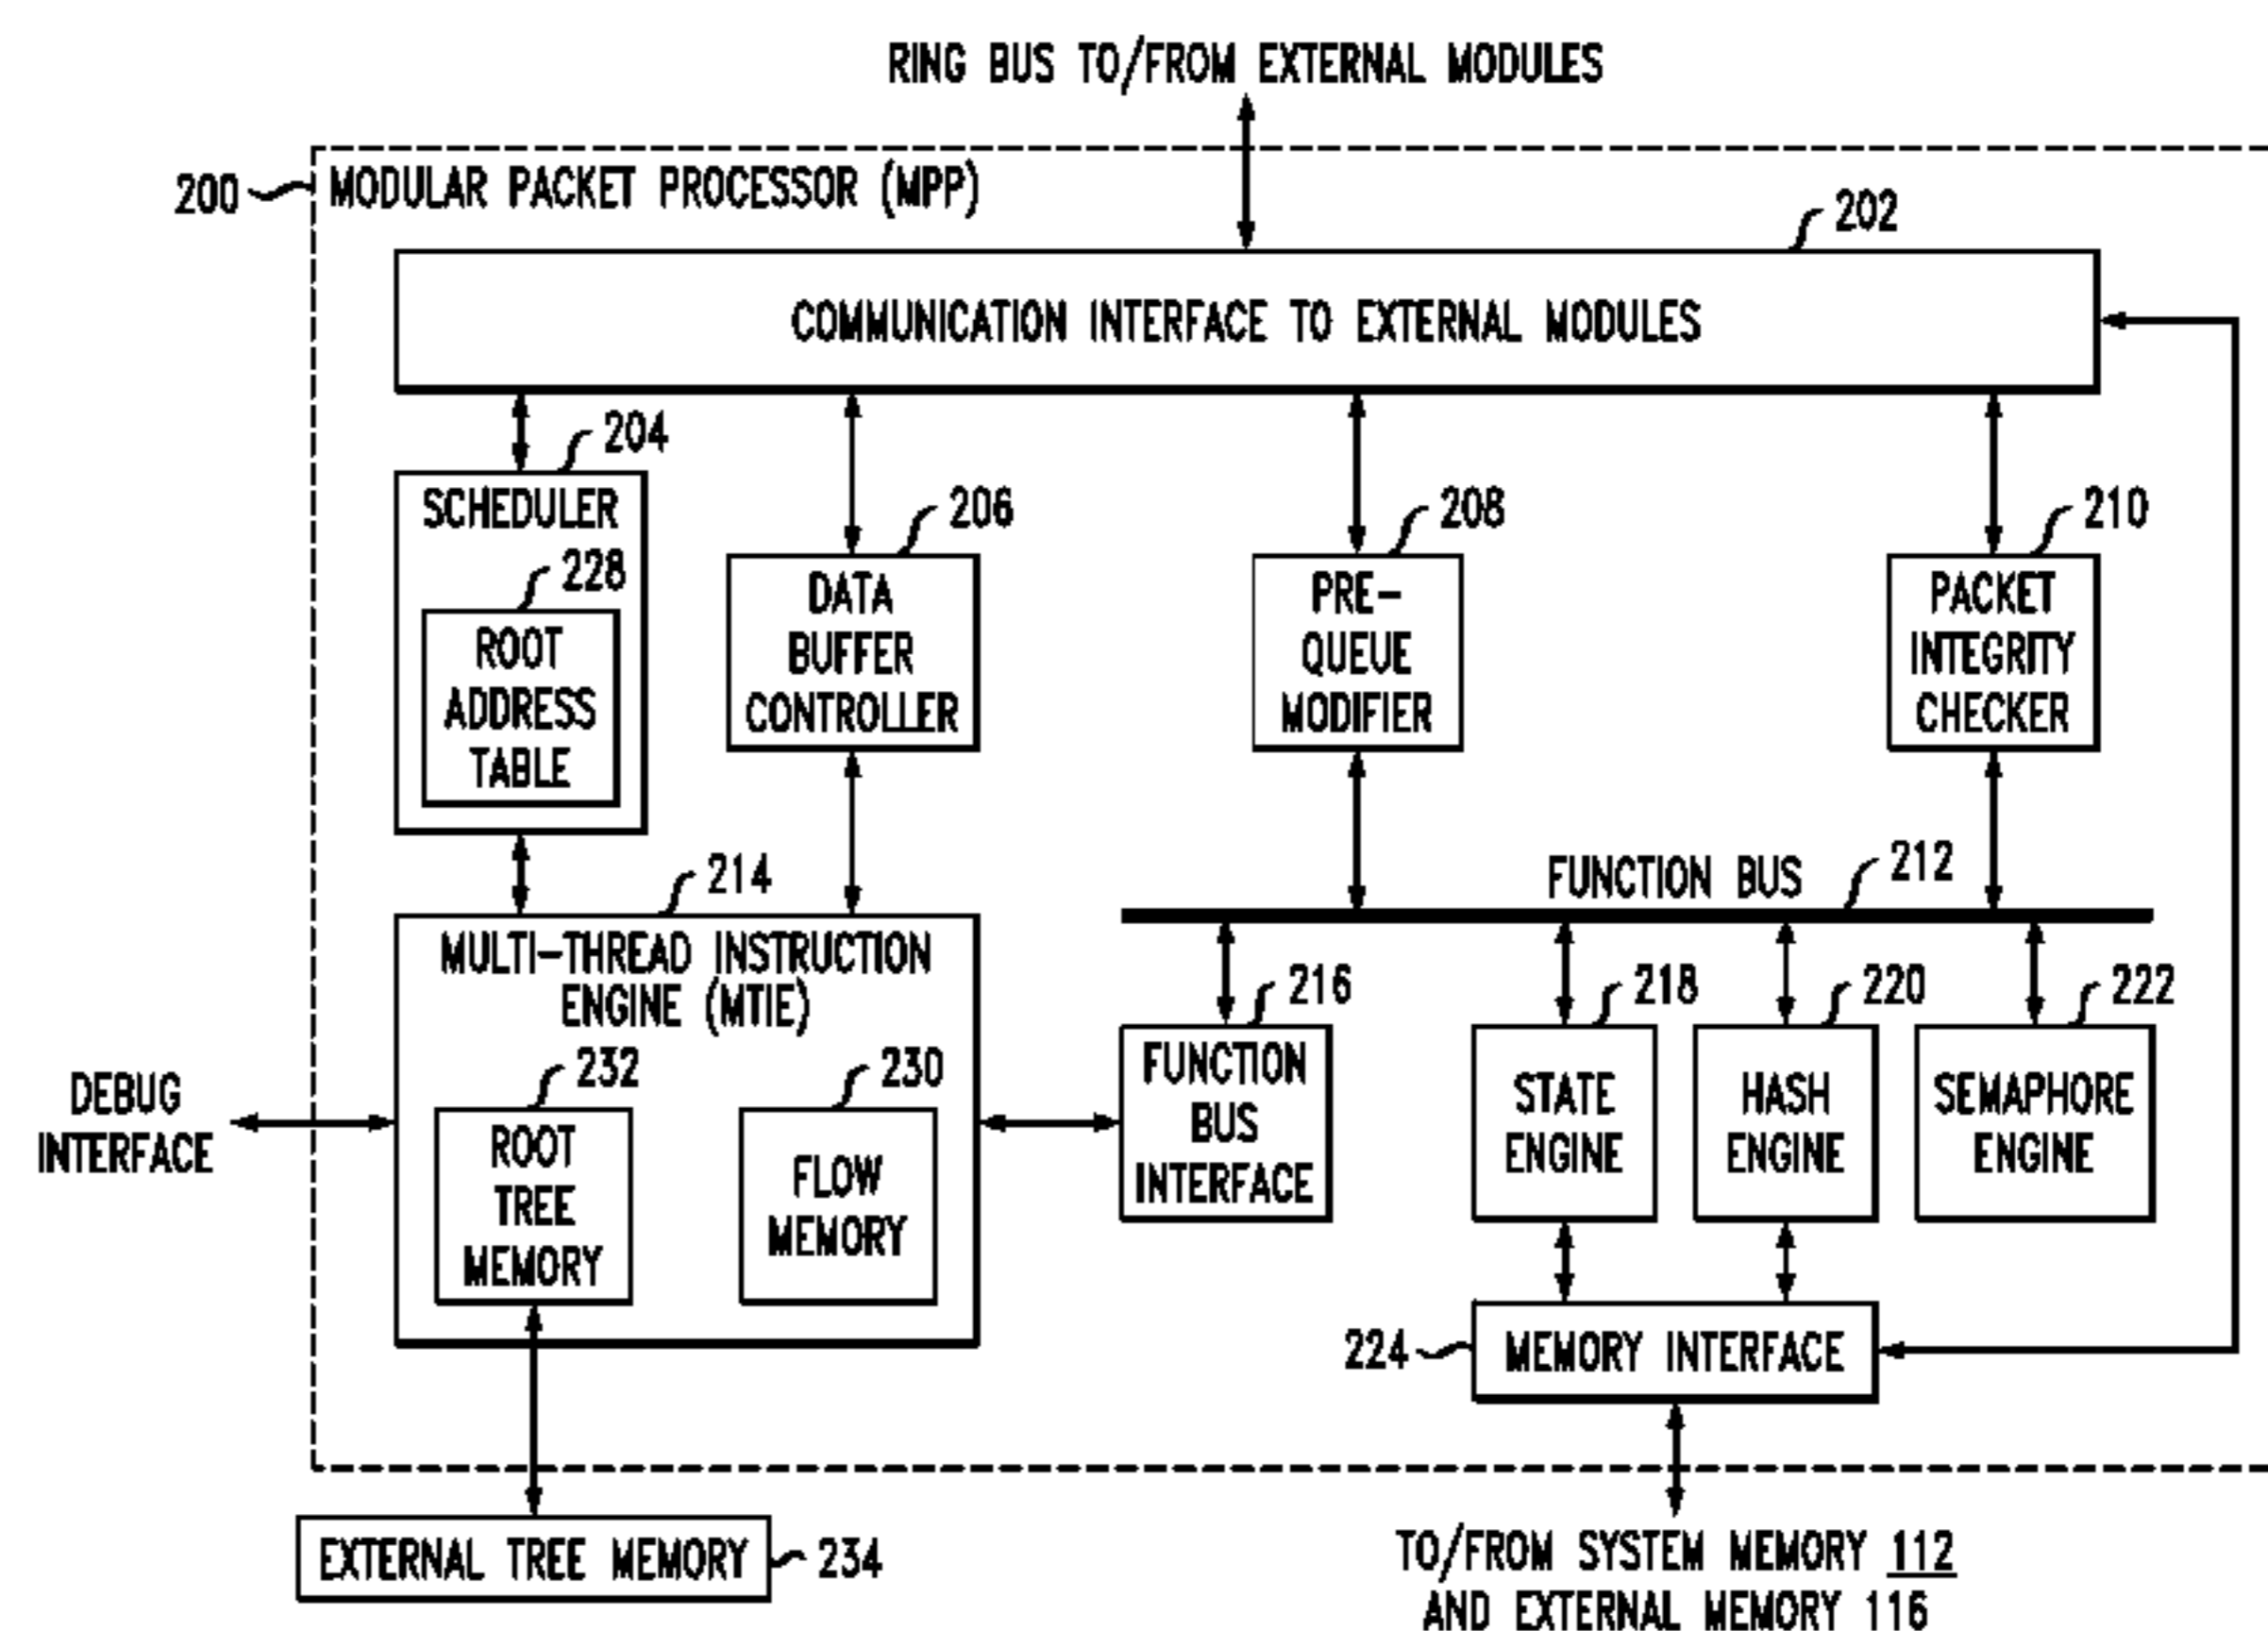 RING BUS TO/FROM EXTERNAL MODULES
200
MODULAR PACKET PROCESSOR (MPP)
202
COMMUNICATION INTERFACE TO EXTERNAL MODULES
204
SCHEDULER
228
ROOT
ADDRESS
TABLE
206
DATA
BUFFER
CONTROLLER
208
PRE-
QUEUE
MODIFIER
210
PACKET
INTEGRITY
CHECKER
FUNCTION BUS
212
214
MULTI-THREAD INSTRUCTION
ENGINE (MTIE)
232
ROOT
TREE
MEMORY
230
FLOW
MEMORY
DEBUG
INTERFACE
216
FUNCTION
BUS
INTERFACE
218
STATE
ENGINE
220
HASH
ENGINE
222
SEMAPHORE
ENGINE
224
MEMORY INTERFACE
EXTERNAL TREE MEMORY
234
TO/FROM SYSTEM MEMORY 112
AND EXTERNAL MEMORY 116